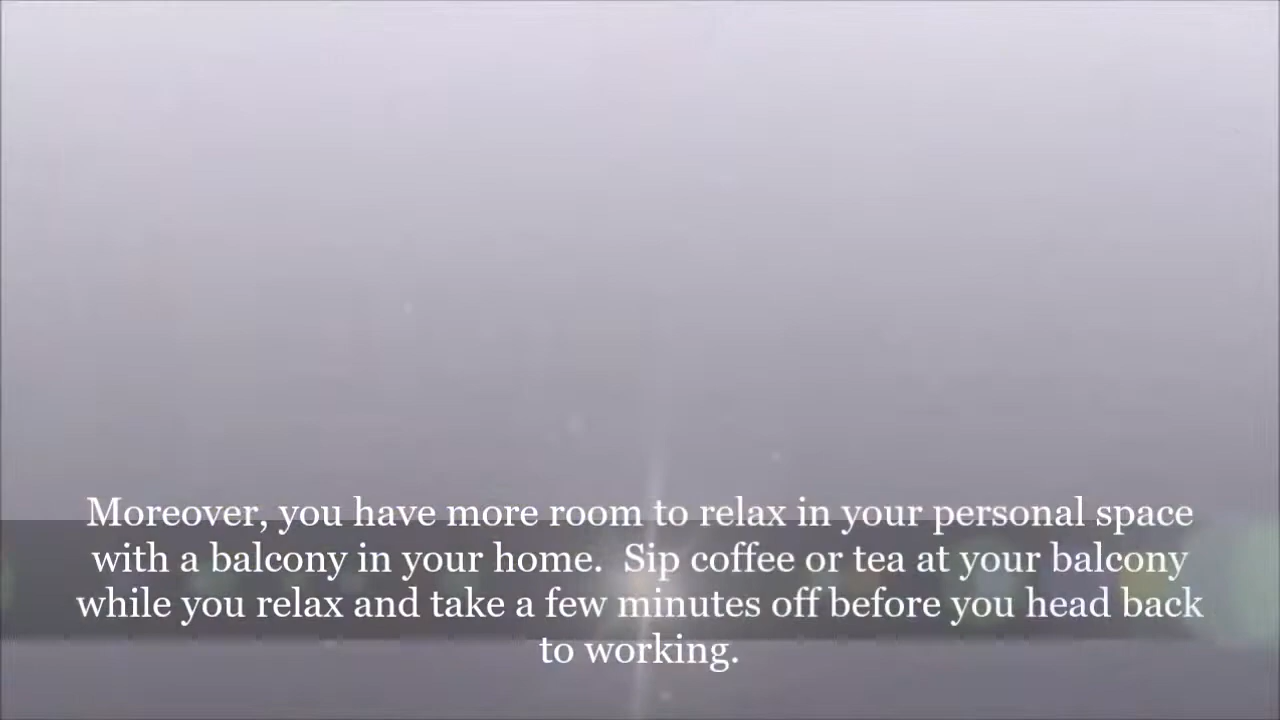 Moreover, you have more room to relax in your personal space
with a balcony in your home.  Sip coffee or tea at your balcony
while you relax and take a few minutes off before you head back
to working.